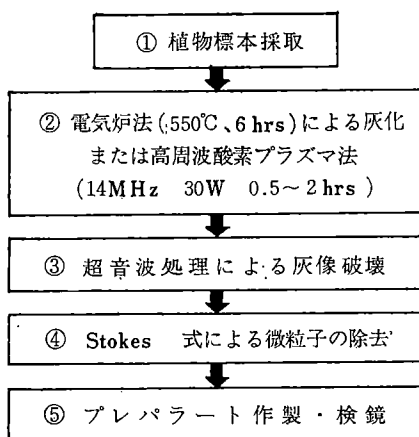 ① 植物標本採取
② 電気炉法(550℃、6 hrs)による灰化
または高周波酸素プラズマ法
(14MHz 30W 0.5～2 hrs)
③ 超音波処理による灰像破壊
④ Stokes 式による微粒子の除去
⑤ プレパラート作製・検鏡